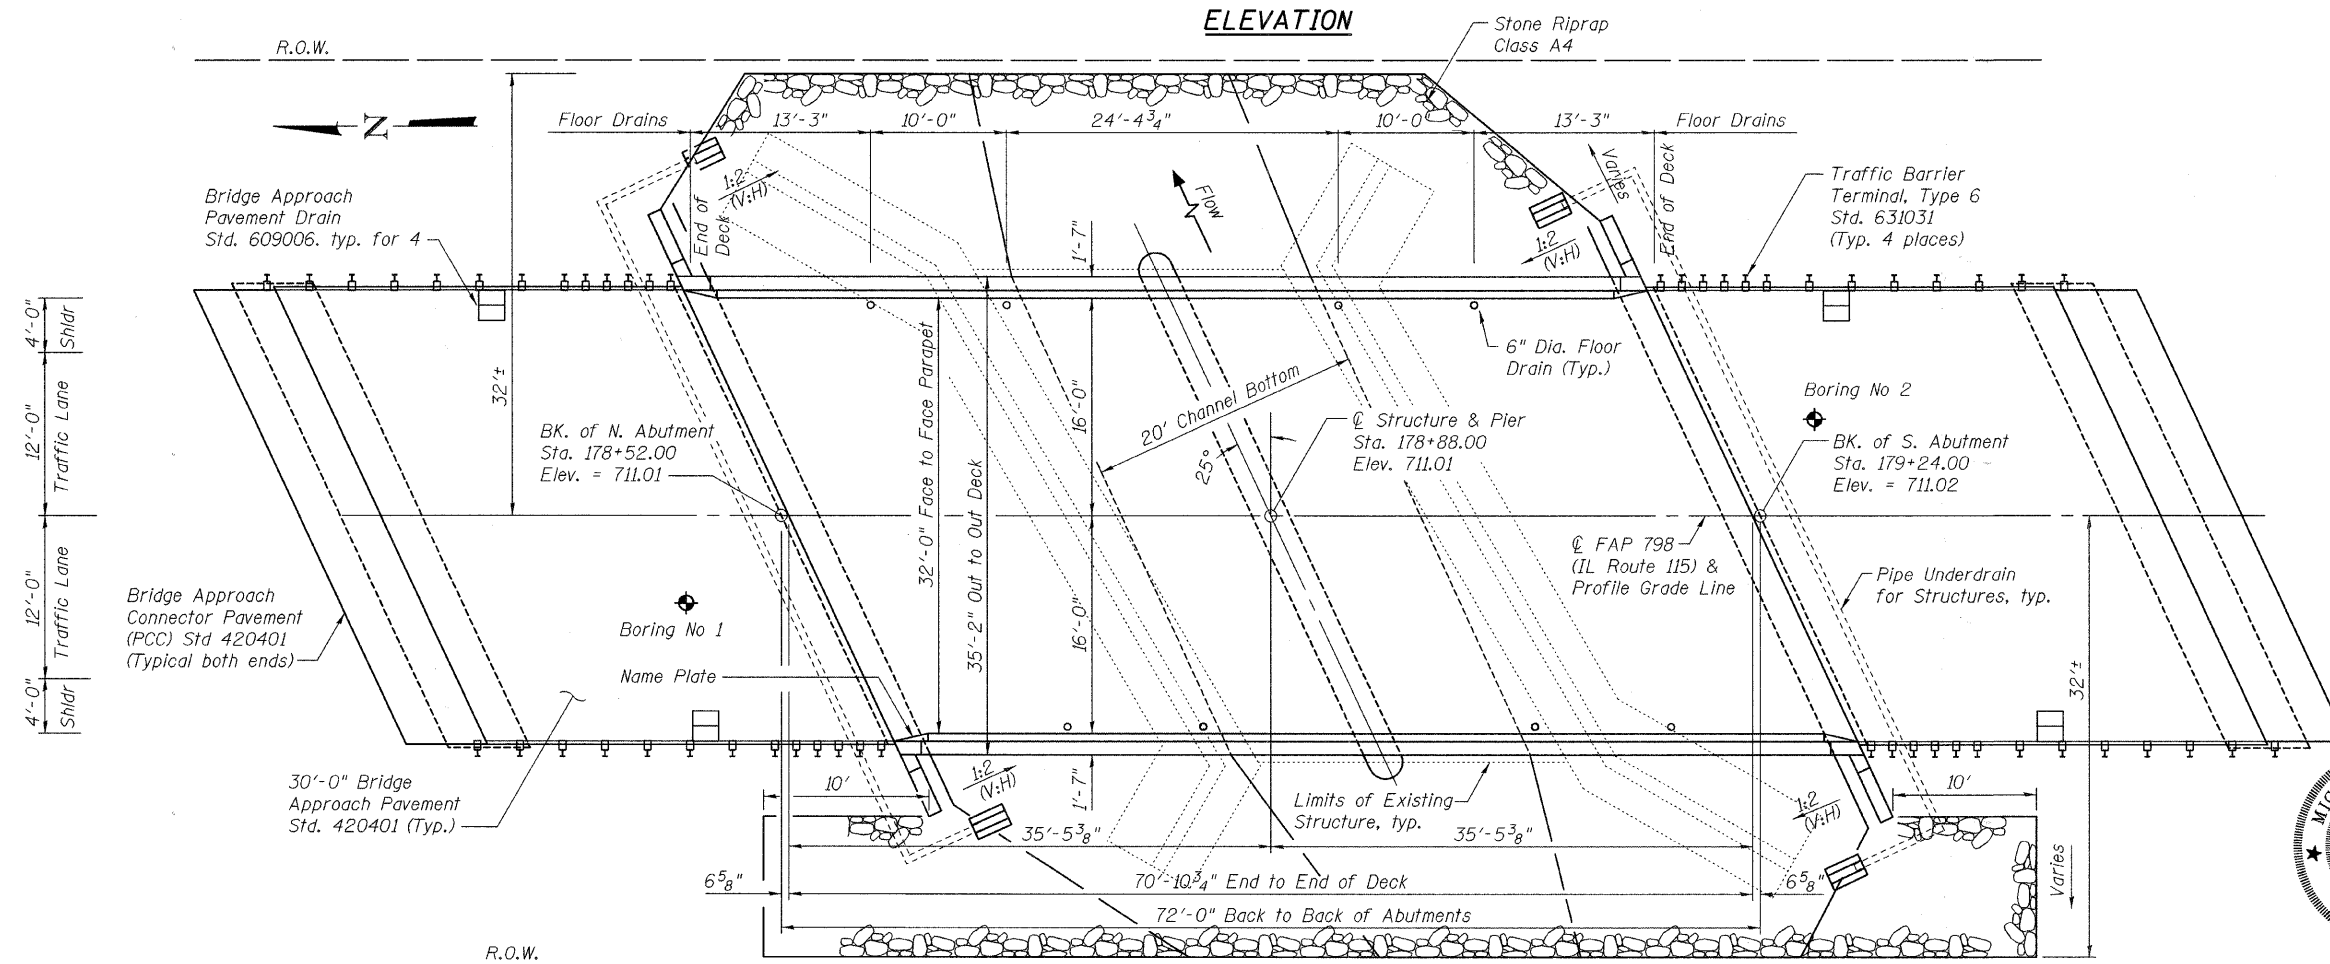 ELEVATION
R.O.W.
Stone Riprap
Class A4
N
Floor Drains
13'-3"
10'-0"
24'-4¾"
10'-0"
13'-3"
Floor Drains
Bridge Approach
Pavement Drain
Std. 609006. typ. for 4
1:2
(V:H)
End of
Deck
Flow
1'-7"
1:2
(V:H)
Varies
End of Deck
Traffic Barrier
Terminal, Type 6
Std. 631031
(Typ. 4 places)
4'-0"
Shldr
12'-0"
Traffic Lane
12'-0"
Traffic Lane
4'-0"
Shldr
32'±
32'-0" Face to Face Parapet
35'-2" Out to Out Deck
16'-0"
16'-0"
20' Channel Bottom
25°
6" Dia. Floor
Drain (Typ.)
BK. of N. Abutment
Sta. 178+52.00
Elev. = 711.01
℄ Structure & Pier
Sta. 178+88.00
Elev. 711.01
Boring No 2
BK. of S. Abutment
Sta. 179+24.00
Elev. = 711.02
℄ FAP 798
(IL Route 115) &
Profile Grade Line
Pipe Underdrain
for Structures, typ.
Bridge Approach
Connector Pavement
(PCC) Std 420401
(Typical both ends)
Boring No 1
Name Plate
30'-0" Bridge
Approach Pavement
Std. 420401 (Typ.)
10'
1:2
(V:H)
1'-7"
Limits of Existing
Structure, typ.
1:2
(V:H)
10'
32'±
Varies
35'-5⅜"
35'-5⅜"
6⅝"
70'-10¾" End to End of Deck
6⅝"
72'-0" Back to Back of Abutments
R.O.W.
MIC